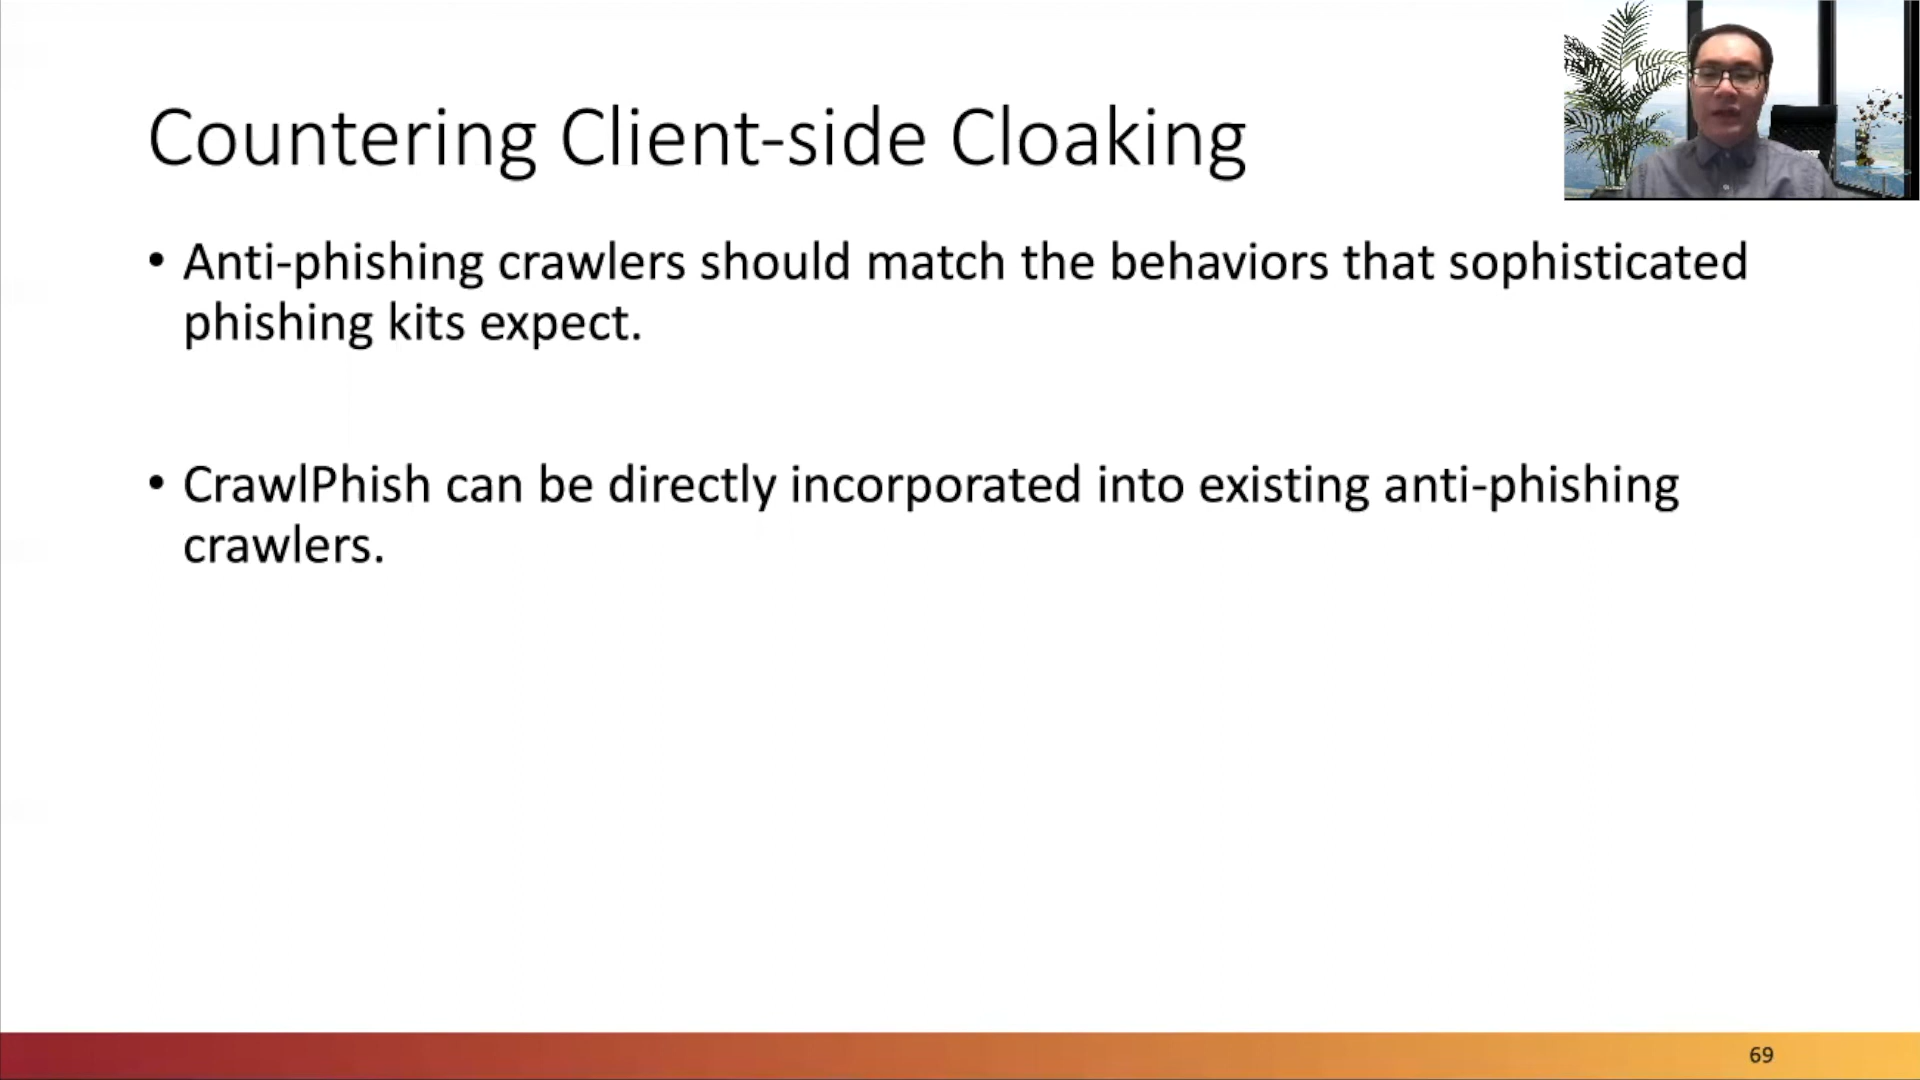 Countering Client-side Cloaking
• Anti-phishing crawlers should match the behaviors that sophisticated
phishing kits expect.
• CrawlPhish can be directly incorporated into existing anti-phishing
crawlers.
69